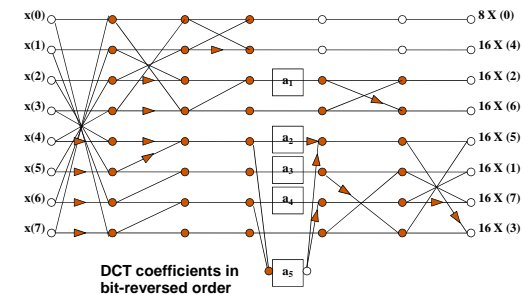 x(0) 8 X (0)
x(1) 16 X (4)
x(2) a1 16 X (2)
x(3) 16 X (6)
x(4) a2 16 X (5)
x(5) a3 16 X (1)
x(6) a4 16 X (7)
x(7) 16 X (3)
a5
DCT coefficients in
bit-reversed order